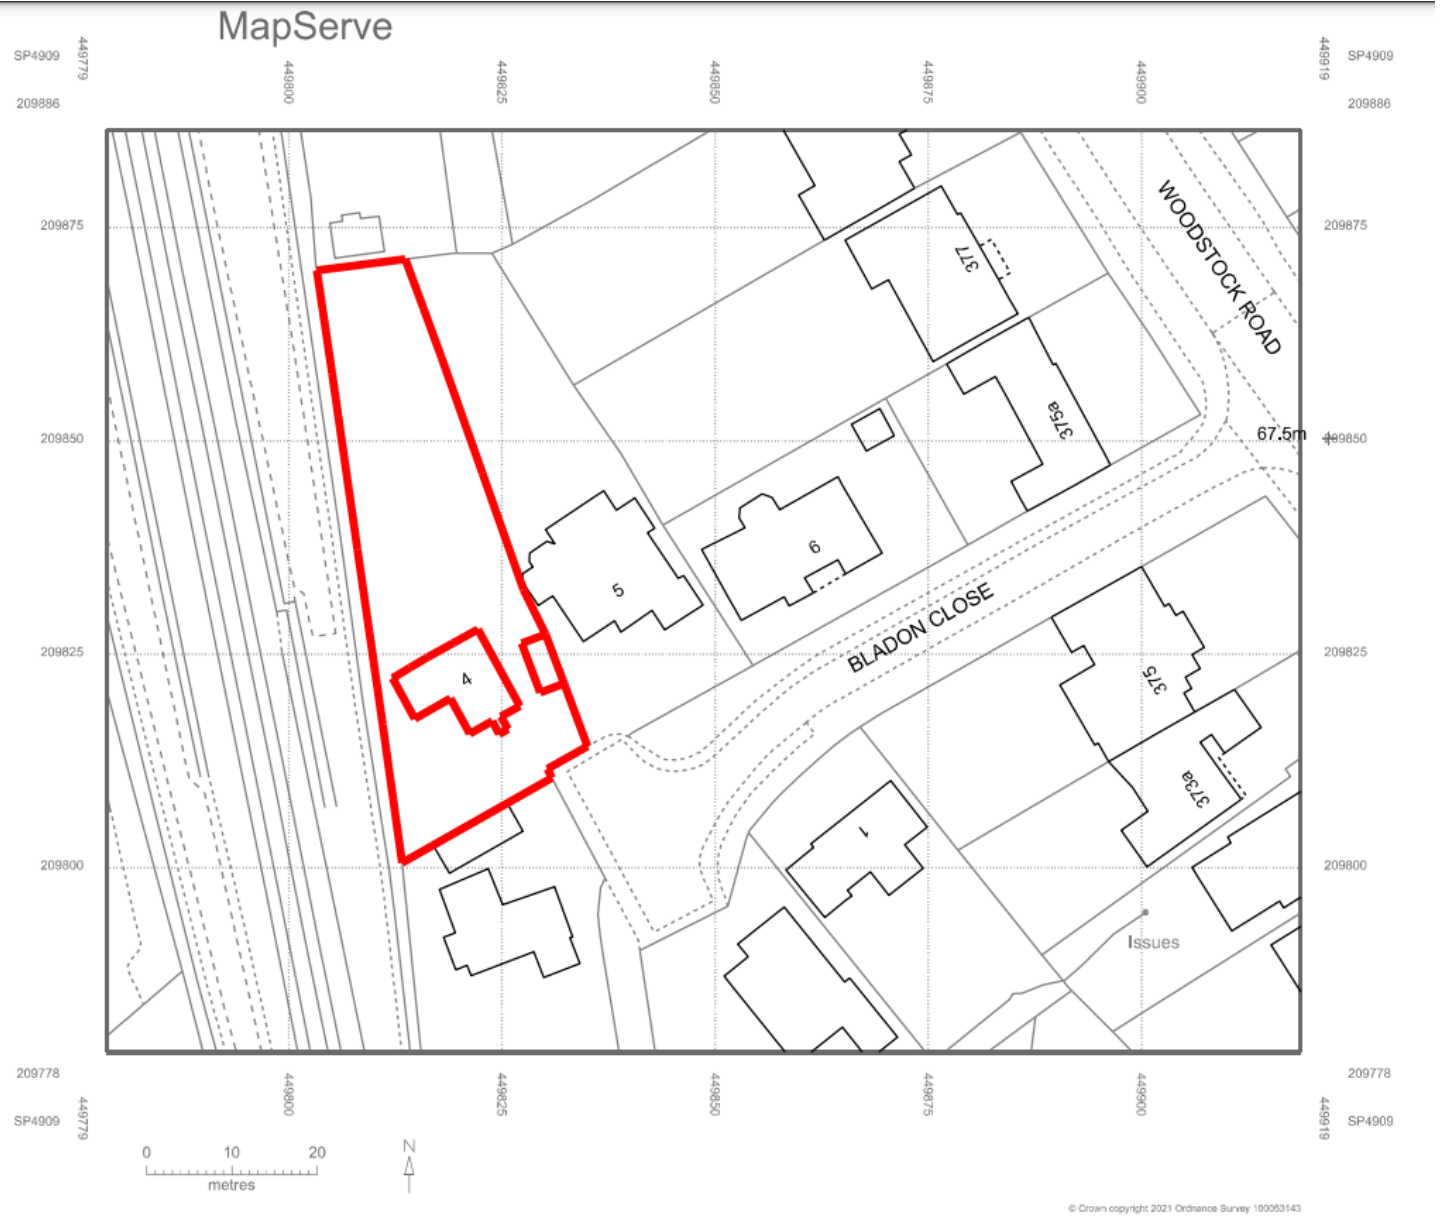 MapServe
SP4909
449779
449919
SP4909
209886
449800
449825
449850
449875
449900
209886
209875
209875
WOODSTOCK ROAD
377
375a
67.5m
209850
209850
6
5
BLADON CLOSE
209825
209825
4
375
373a
1
209800
209800
Issues
209778
209778
449779
449800
449825
449850
449875
449900
449919
SP4909
SP4909
0 10 20
metres
N
© Crown copyright 2021 Ordnance Survey 100053143